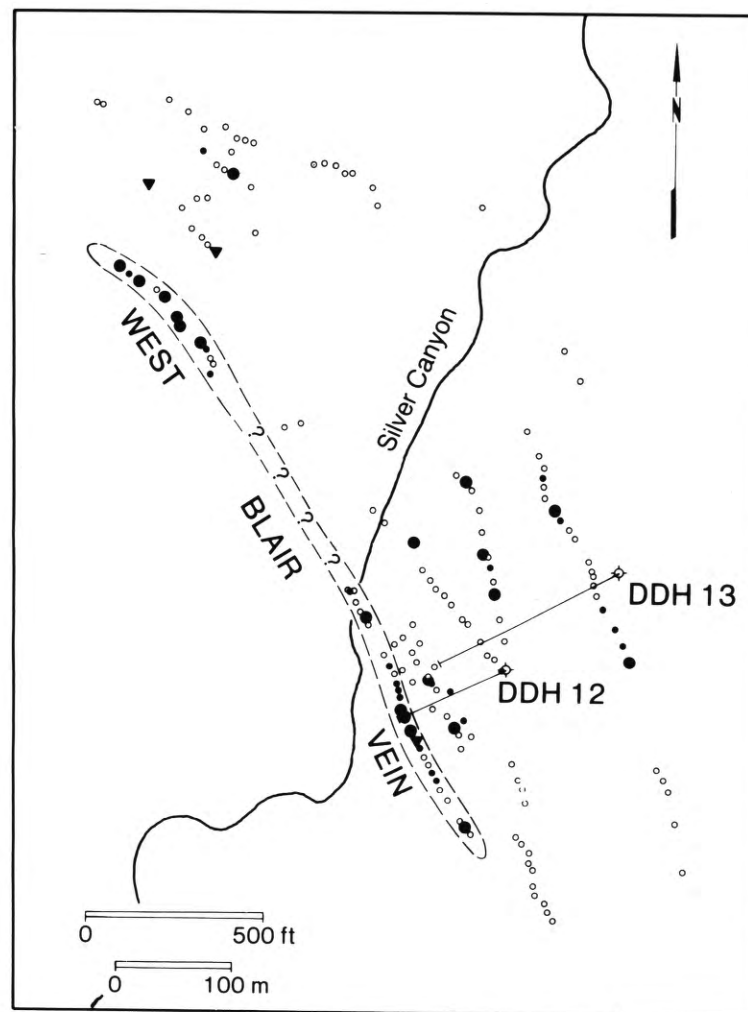 N
WEST
Silver Canyon
?
?
BLAIR
?
?
DDH 13
DDH 12
VEIN
0 500 ft
0 100 m